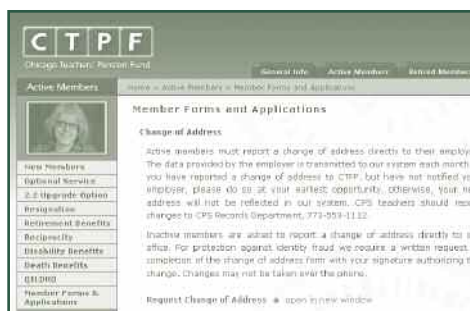 CTPF
Chicago Teachers' Pension Fund
General Info Active Members Retired Member
Active Members
Home » Active Members » Member Forms and Applications
Member Forms and Applications
Change of Address
Active members must report a change of address directly to their employ
The data provided by the employer is transmitted to our system each month.
you have reported a change of address to CTPF, but have not notified yo
employer, please do so at your earliest opportunity. Otherwise, your n
address will not be reflected in our system. CPS teachers should rep
changes to CPS Records Department, 773-553-1132.
Inactive members are asked to report a change of address directly to o
office. For protection against identity fraud we require a written request
completion of the change of address form with your signature authorizing t
change. Changes may not be taken over the phone.
Request Change of Address open in new window
New Members
Optional Service
2.2 Upgrade Option
Resignation
Retirement Benefits
Reciprocity
Disability Benefits
Death Benefits
QILDRO
Member Forms &
Applications